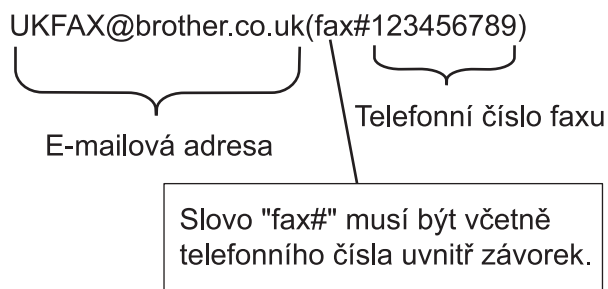 UKFAX@brother.co.uk(fax#123456789)
Telefonní číslo faxu
E-mailová adresa
Slovo "fax#" musí být včetně
telefonního čísla uvnitř závorek.